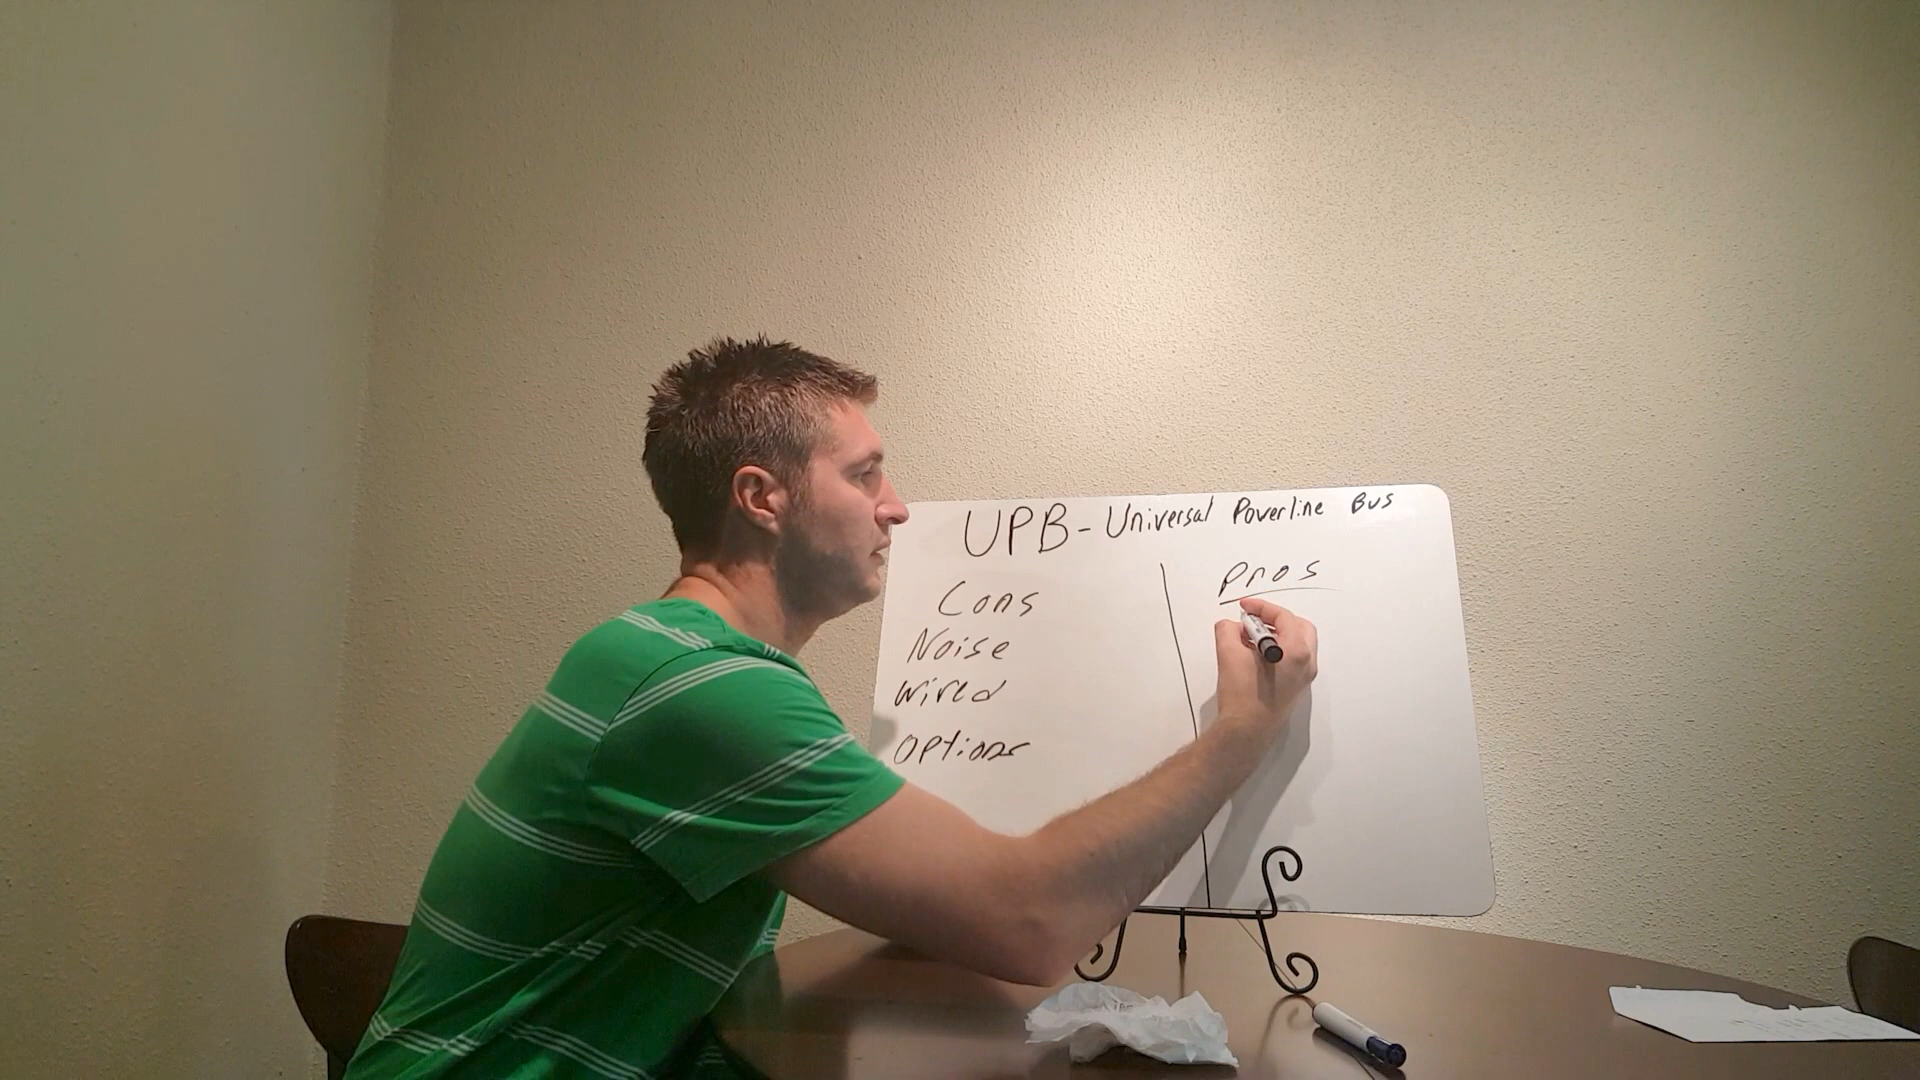 UPB - Universal Powerline Bus
Cons
Noise
Wired
Options
Pros